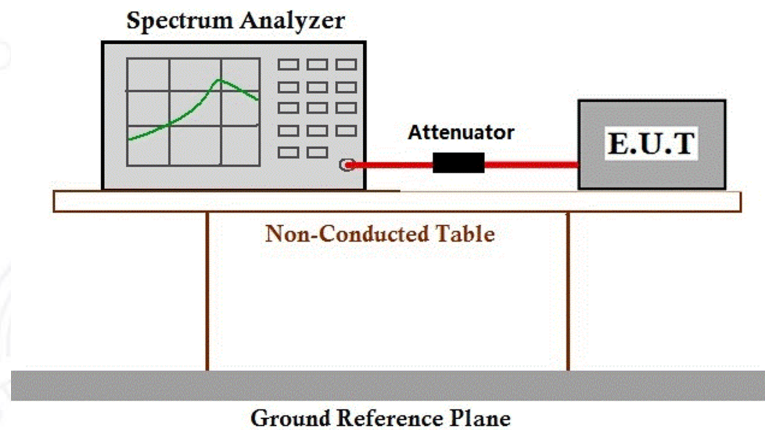 Spectrum Analyzer
Attenuator
E.U.T
Non-Conducted Table
Ground Reference Plane